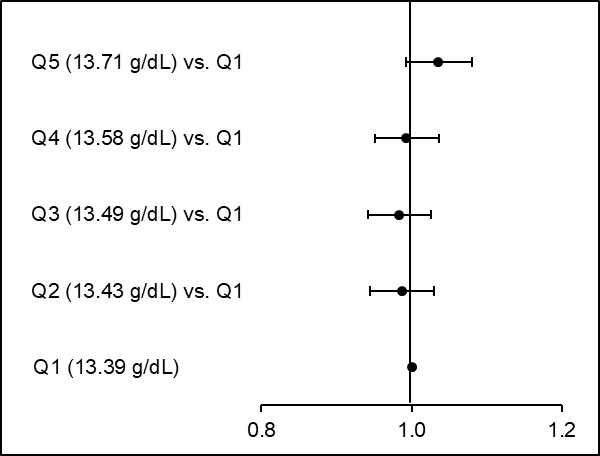 Q5 (13.71 g/dL) vs. Q1
Q4 (13.58 g/dL) vs. Q1
Q3 (13.49 g/dL) vs. Q1
Q2 (13.43 g/dL) vs. Q1
Q1 (13.39 g/dL)
0.8 1.0 1.2